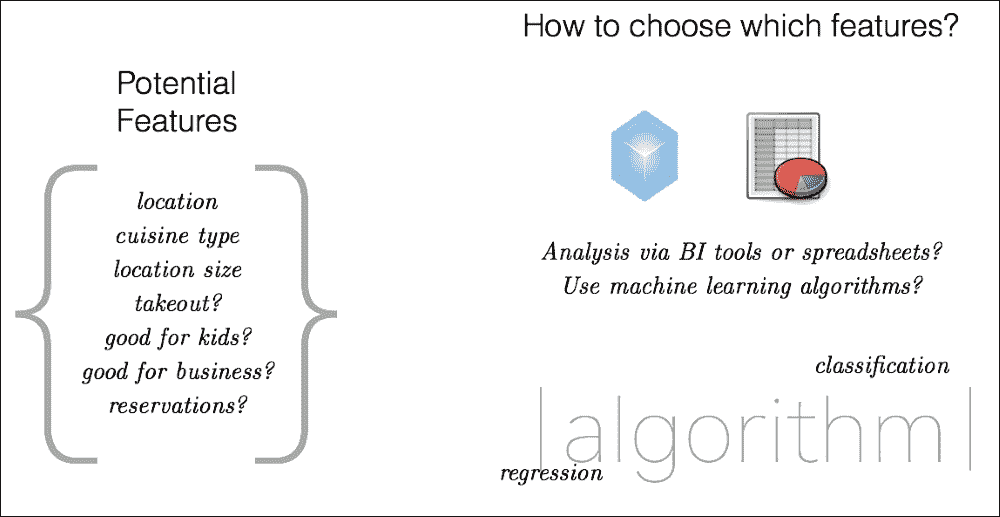 Potential
Features
location
cuisine type
location size
takeout?
good for kids?
good for business?
reservations?
How to choose which features?
Analysis via BI tools or spreadsheets?
Use machine learning algorithms?
classification
|algorithm|
regression